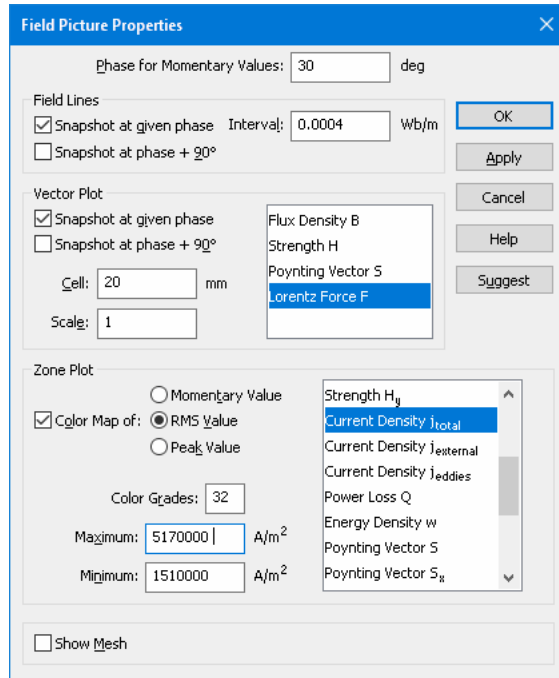 Field Picture Properties
Phase for Momentary Values: 30 deg
Field Lines
Snapshot at given phase Interval: 0.0004 Wb/m
Snapshot at phase + 90°
OK
Apply
Cancel
Help
Suggest
Vector Plot
Snapshot at given phase
Snapshot at phase + 90°
Cell: 20 mm
Scale: 1
Flux Density B
Strength H
Poynting Vector S
Lorentz Force F
Zone Plot
Color Map of:
Momentary Value
RMS Value
Peak Value
Color Grades: 32
Maximum: 5170000 A/m²
Minimum: 1510000 A/m²
Strength Hy
Current Density jtotal
Current Density jexternal
Current Density jeddies
Power Loss Q
Energy Density w
Poynting Vector S
Poynting Vector Sx
Show Mesh